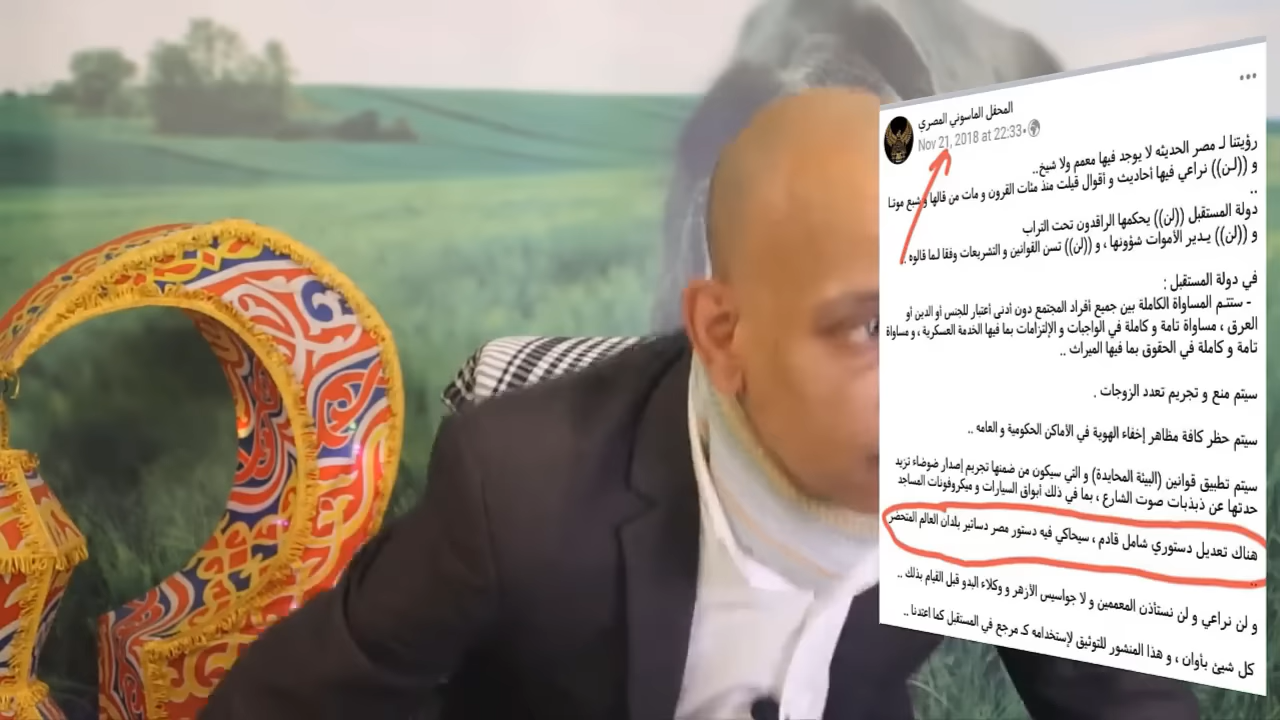 المحفل الماسوني المصري
Nov 21, 2018 at 22:33
رؤيتنا لـ مصر الحديثه لا يوجد فيها معمم ولا شيخ..
و ((لـن)) نراعي فيها أحاديث و أقوال قيلت منذ مئات القرون و مات من قالها و شبع موتا
..
دولة المستقبل ((لن)) يحكمها الراقدون تحت التراب
و ((لن)) يـدير الأموات شؤونها ، و ((لن)) تسن القوانين و التشريعات وفقا لـما قالوه .
في دولة المستقبل :
- ستتـم المساواة الكاملة بين جميع أفراد المجتمع دون أدنى أعتبار للجنس أو الدين أو
العرق ، مساواة تامة و كاملة في الواجبات و الإلتزامات بما فيها الخدمة العسكرية ، و مساواة
تامة و كاملة في الحقوق بما فيها الميراث ..
سيتم منع و تجريم تعدد الزوجات .
سيتم حظر كافة مظاهر إخفاء الهوية في الاماكن الحكومية و العامه ..
سيتم تطبيق قوانين (البيئة المحايدة) و التي سيكون من ضمنها تجريم إصدار ضوضاء تزيد
حدتها عن ذبذبات صوت الشارع ، بما في ذلك أبواق السيارات و ميكروفونات المساجد
هناك تعديل دستوري شامل قادم ، سيحاكي فيه دستور مصر دساتير بلدان العالم المتحضر
..
و لن نراعي و لن نستأذن المعممين و لا جواسيس الأزهر و وكلاء البدو قبل القيام بذلك ..
كل شيئ بأوان ، و هذا المنشور للتوثيق لإستخدامه كـ مرجع في المستقبل كما اعتدنا ..